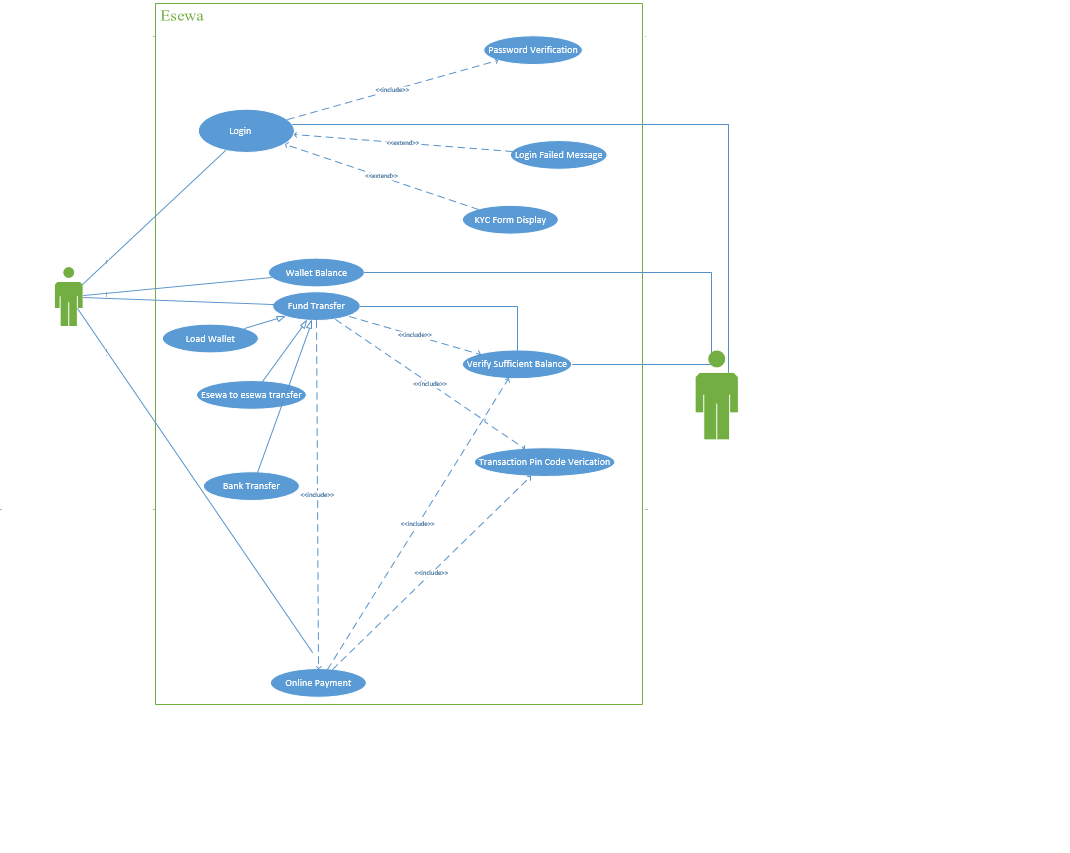 Esewa
Password Verification
<<include>>
Login
<<extend>>
Login Failed Message
<<extend>>
KYC Form Display
Wallet Balance
Fund Transfer
Load Wallet
<<include>>
Verify Sufficient Balance
<<include>>
Esewa to esewa transfer
Transaction Pin Code Verication
Bank Transfer
<<include>>
<<include>>
<<include>>
Online Payment